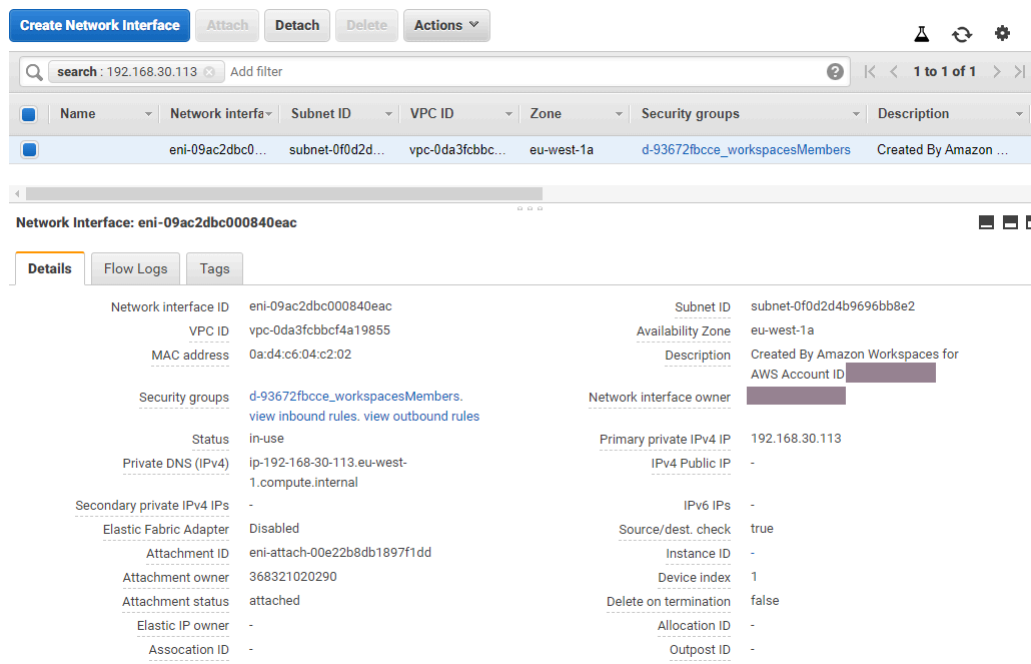 Create Network Interface Attach Detach Delete Actions
search : 192.168.30.113 Add filter 1 to 1 of 1
Name Network interfa Subnet ID VPC ID Zone Security groups Description
eni-09ac2dbc0... subnet-0f0d2d... vpc-0da3fcbbc... eu-west-1a d-93672fbcce_workspacesMembers Created By Amazon ...
Network Interface: eni-09ac2dbc000840eac
Details Flow Logs Tags
Network interface ID eni-09ac2dbc000840eac
VPC ID vpc-0da3fcbbcf4a19855
MAC address 0a:d4:c6:04:c2:02
Security groups d-93672fbcce_workspacesMembers.
view inbound rules. view outbound rules
Status in-use
Private DNS (IPv4) ip-192-168-30-113.eu-west-
1.compute.internal
Secondary private IPv4 IPs -
Elastic Fabric Adapter Disabled
Attachment ID eni-attach-00e22b8db1897f1dd
Attachment owner 368321020290
Attachment status attached
Elastic IP owner -
Assocation ID -
Subnet ID subnet-0f0d2d4b9696bb8e2
Availability Zone eu-west-1a
Description Created By Amazon Workspaces for
AWS Account ID
Network interface owner
Primary private IPv4 IP 192.168.30.113
IPv4 Public IP -
IPv6 IPs -
Source/dest. check true
Instance ID -
Device index 1
Delete on termination false
Allocation ID -
Outpost ID -